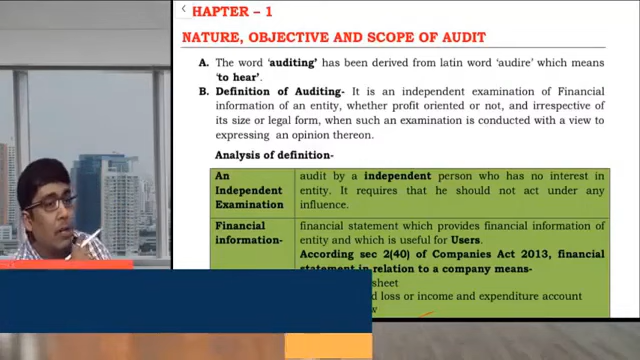 HAPTER – 1
NATURE, OBJECTIVE AND SCOPE OF AUDIT
A. The word 'auditing' has been derived from latin word 'audire' which means
'to hear'.
B. Definition of Auditing- It is an independent examination of Financial
information of an entity, whether profit oriented or not, and irrespective of
its size or legal form, when such an examination is conducted with a view to
expressing an opinion thereon.
Analysis of definition-
An
Independent
Examination
audit by a independent person who has no interest in
entity. It requires that he should not act under any
influence.
Financial
information-
financial statement which provides financial information of
entity and which is useful for Users.
According sec 2(40) of Companies Act 2013, financial
statement in relation to a company means-
sheet
loss or income and expenditure account